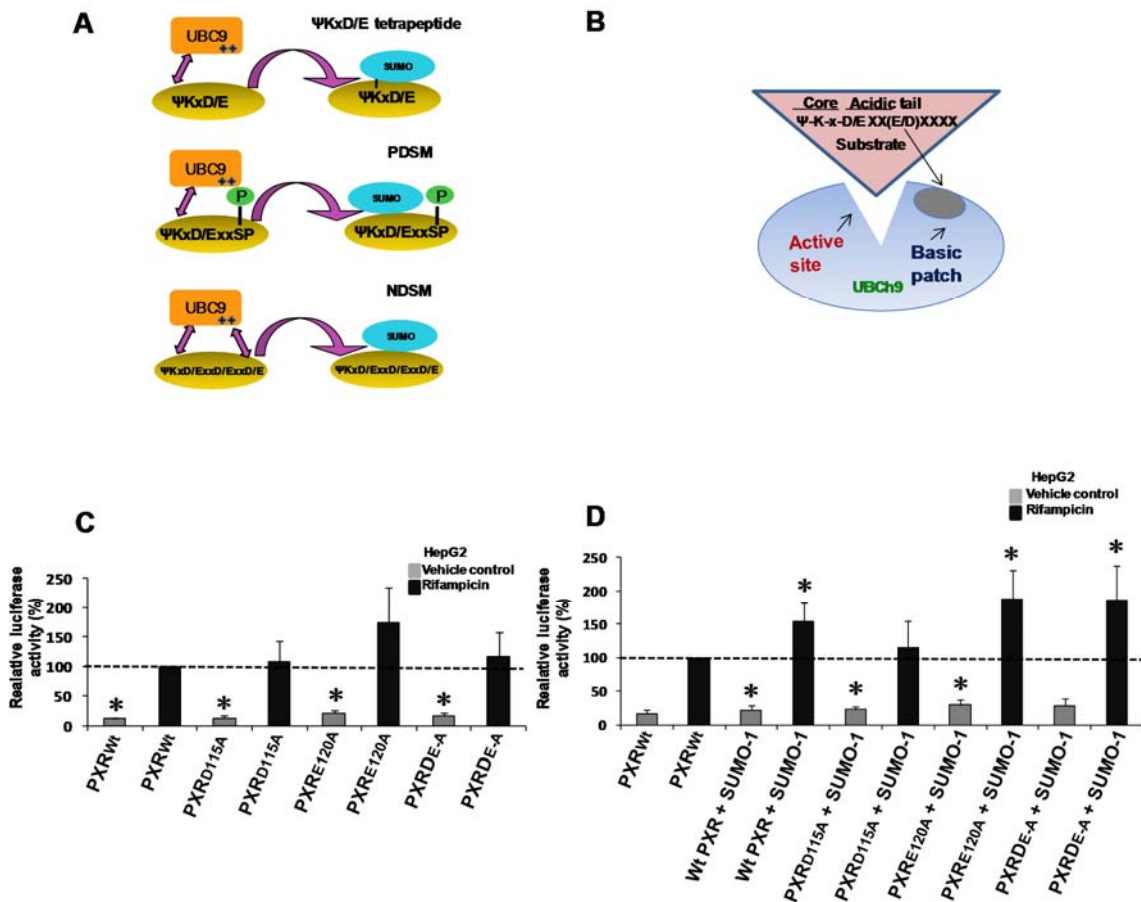 A
UBC9
++
ΨKxD/E tetrapeptide
SUMO
ΨKxD/E
ΨKxD/E
PDSM
UBC9
++
P
SUMO
P
ΨKxD/ExxSP
ΨKxD/ExxSP
NDSM
UBC9
++
SUMO
ΨKxD/ExxD/ExxD/E
ΨKxD/ExxD/ExxD/E
B
Core Acidic tail
Ψ-K-x-D/E XX(E/D)XXXX
Substrate
Active
site
Basic
patch
UBCh9
C
HepG2
Vehicle control
Rifampicin
Realative luciferase
activity (%)
250
200
150
100
50
0
*
*
*
*
PXRWt
PXRWt
PXRD115A
PXRD115A
PXRE120A
PXRE120A
PXRDE-A
PXRDE-A
D
HepG2
Vehicle control
Rifampicin
Realative luciferase
activity (%)
250
200
150
100
50
0
*
*
*
*
*
*
PXRWt
PXRWt
Wt PXR + SUMO-1
Wt PXR + SUMO-1
PXRD115A + SUMO-1
PXRD115A + SUMO-1
PXRE120A + SUMO-1
PXRE120A + SUMO-1
PXRDE-A + SUMO-1
PXRDE-A + SUMO-1